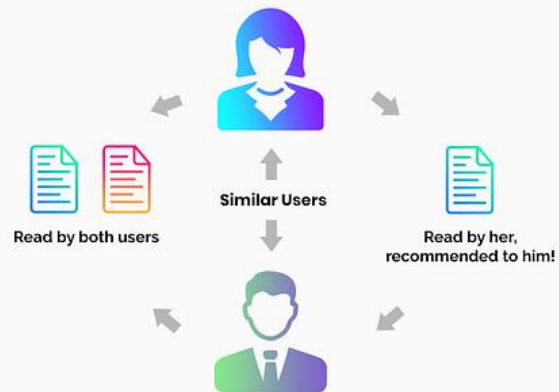 Similar Users
Read by both users
Read by her,
recommended to him!